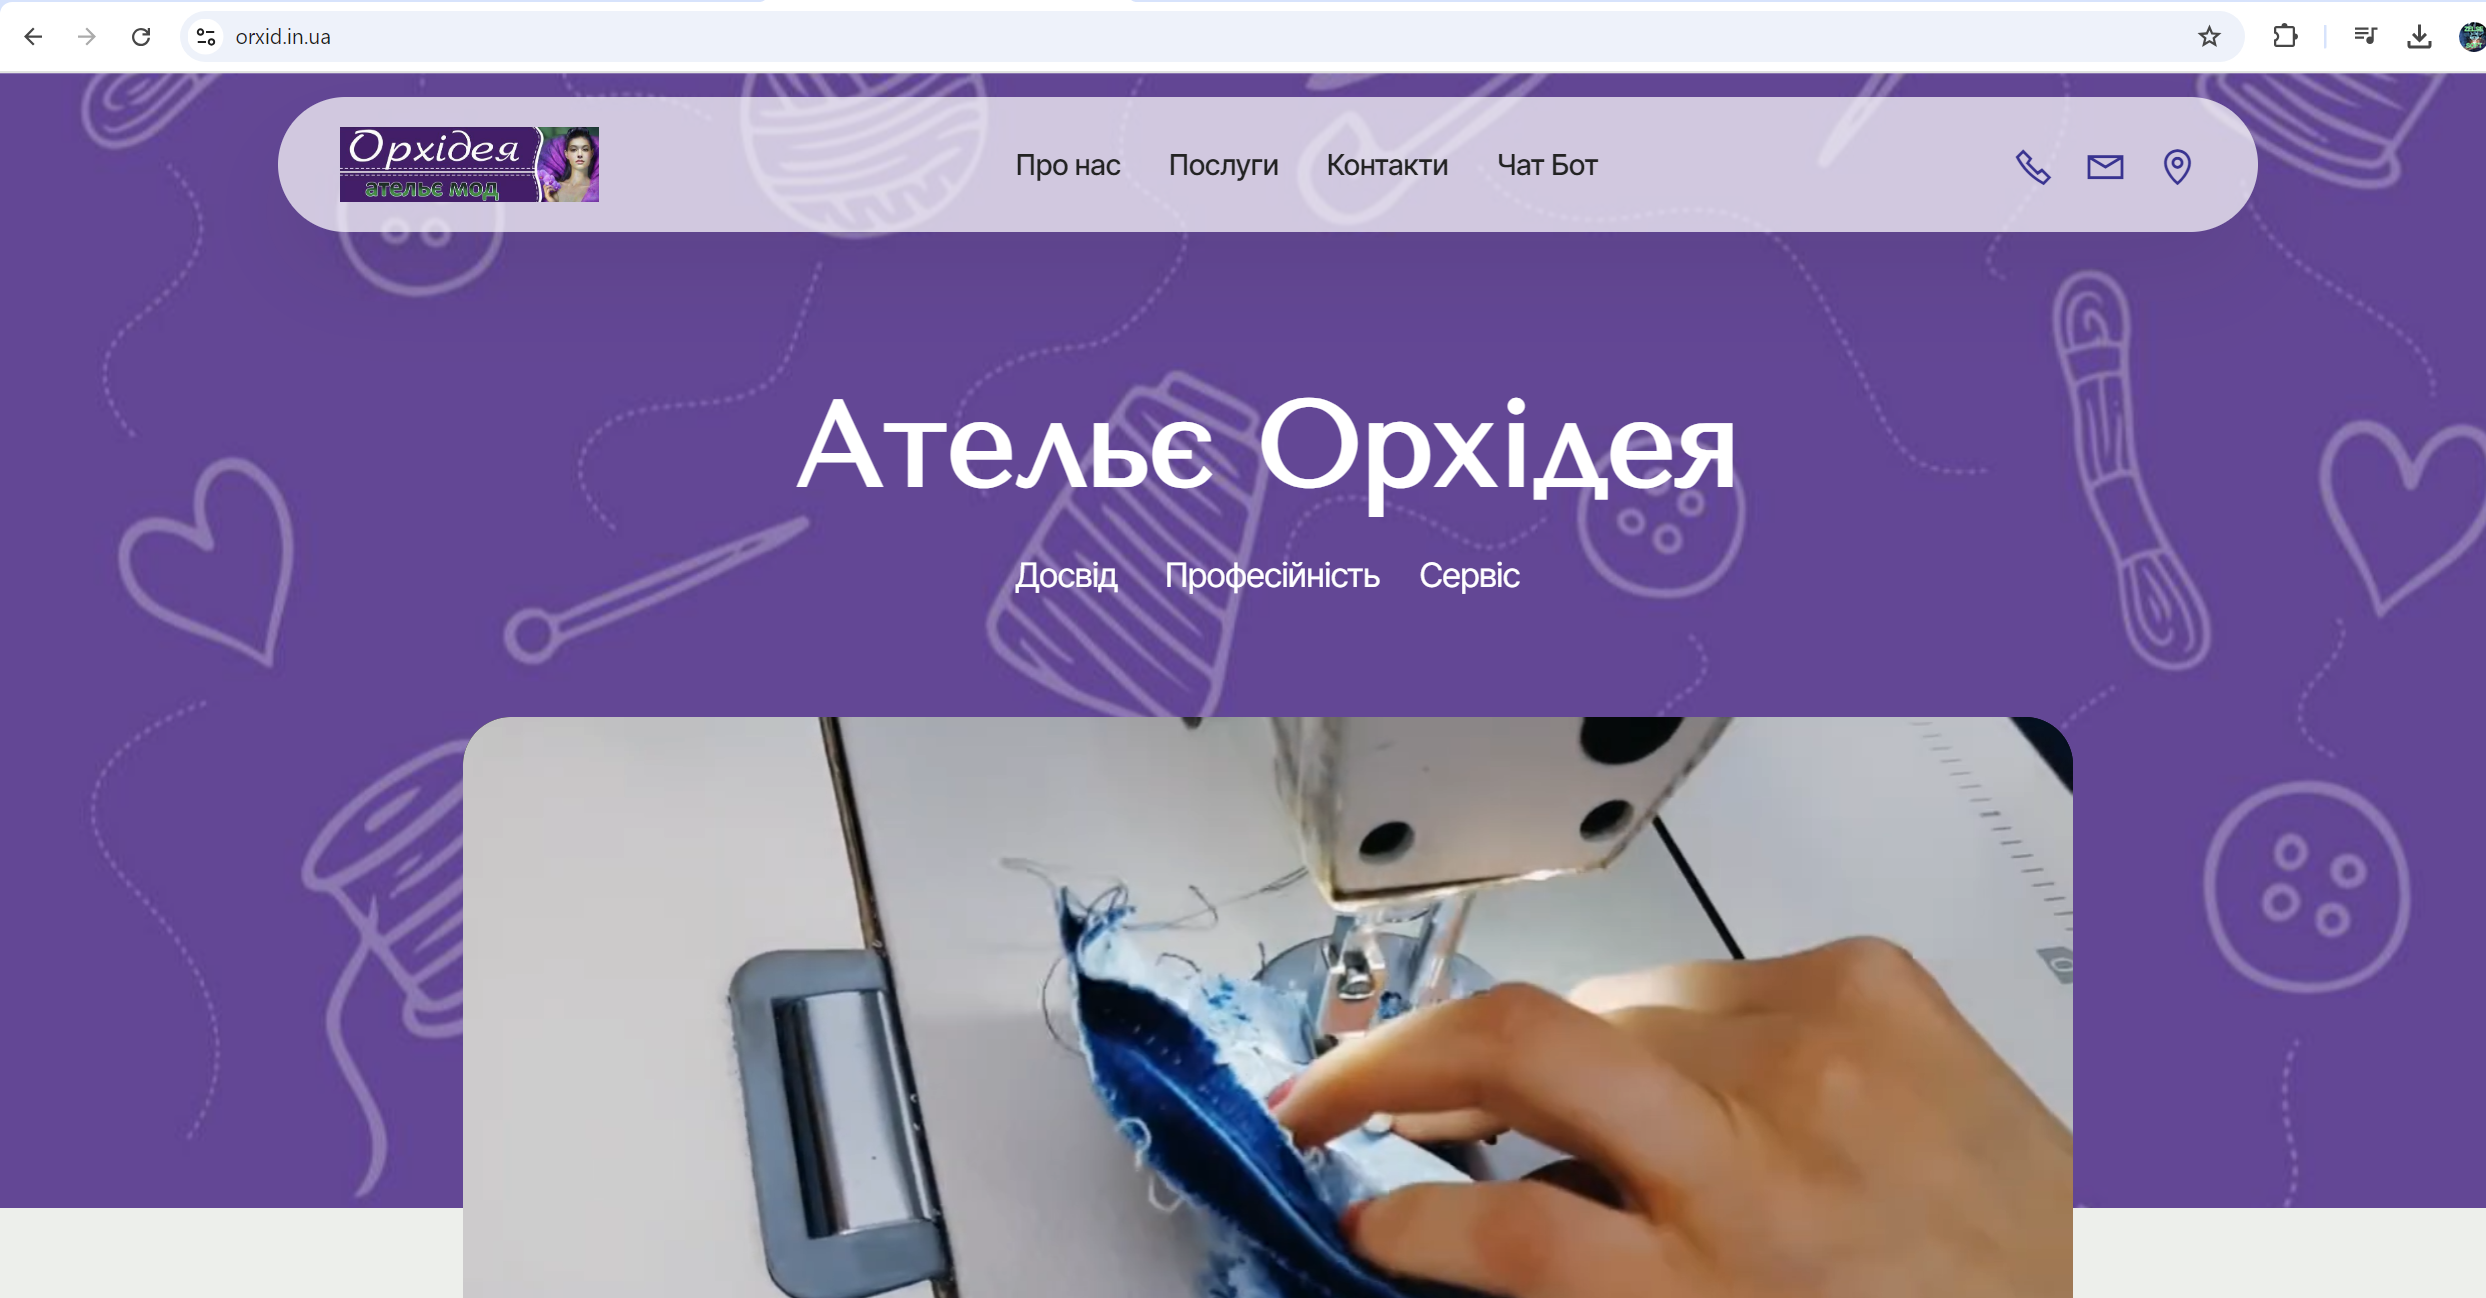 orxid.in.ua
Орхідея
ательє мод
Про нас Послуги Контакти Чат Бот
Ательє Орхідея
Досвід Професійність Сервіс